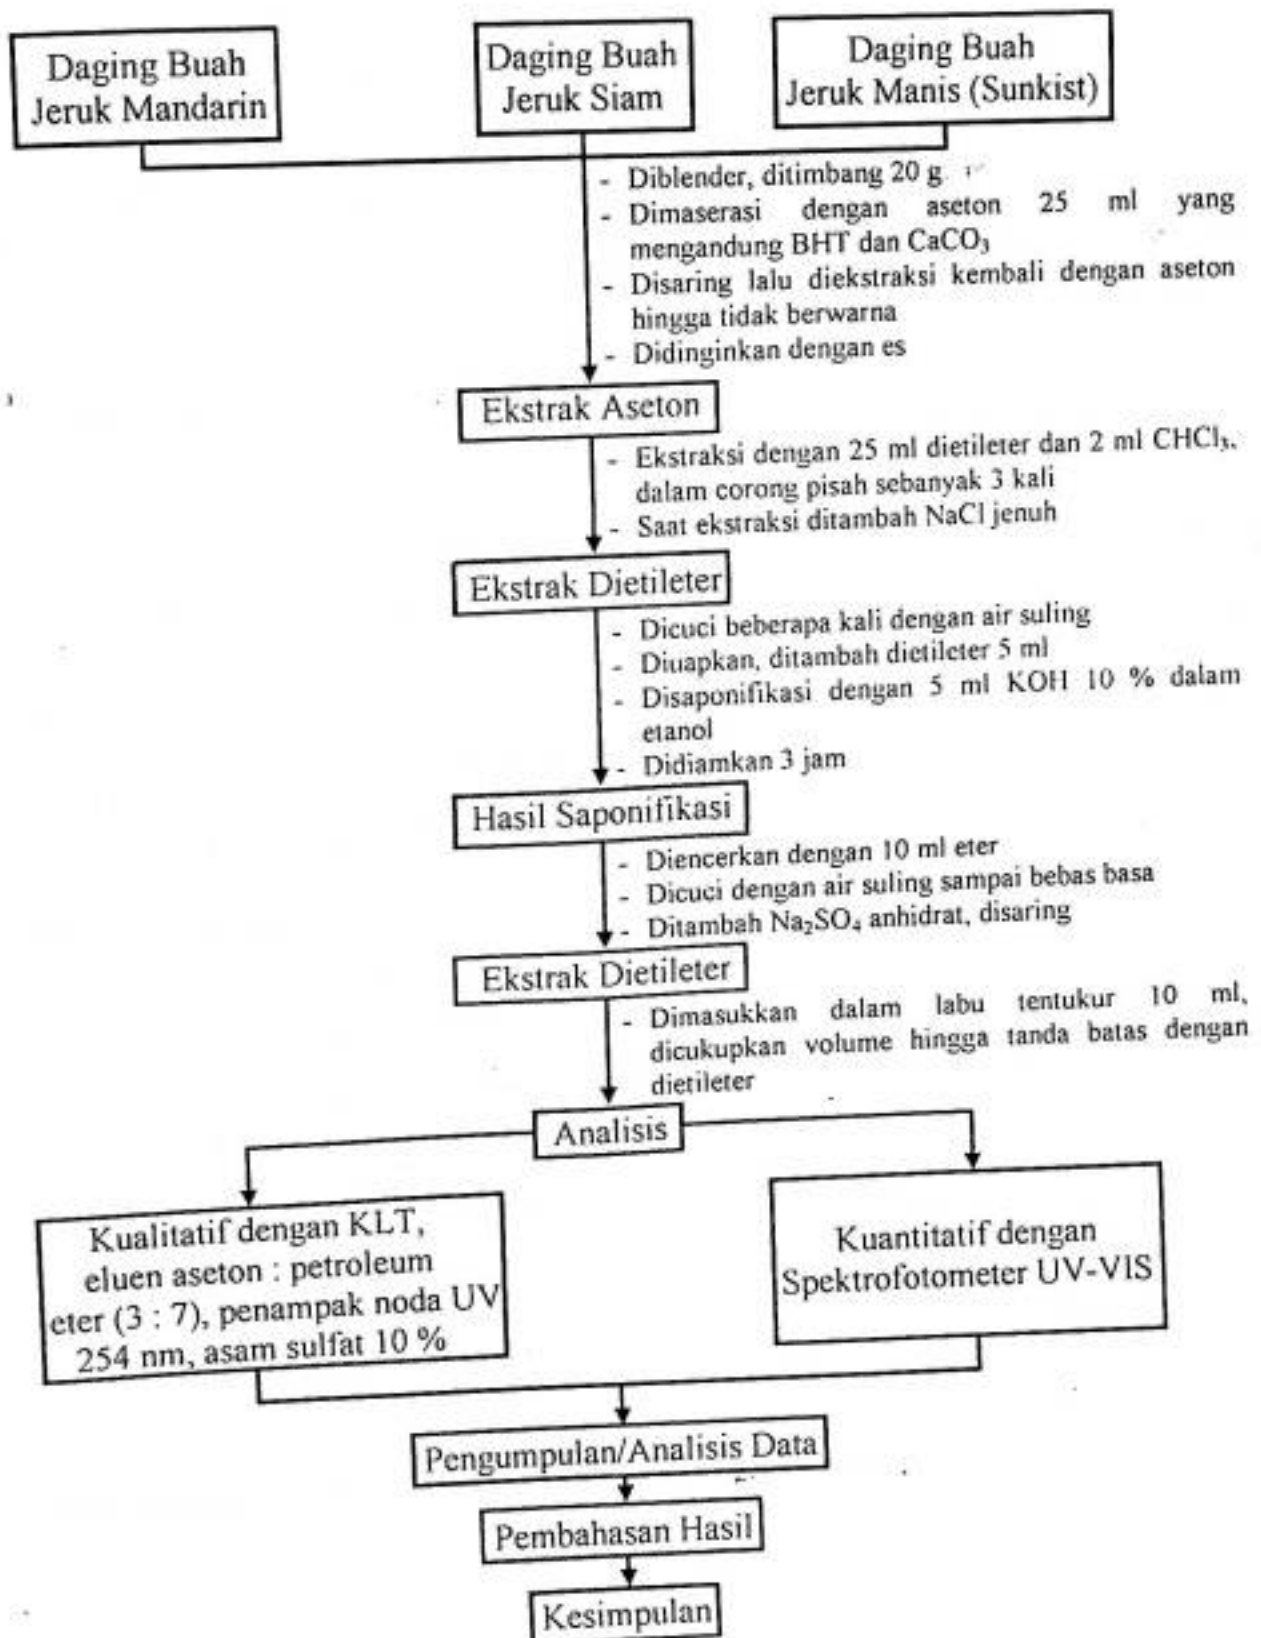 Daging Buah
Jeruk Mandarin
Daging Buah
Jeruk Siam
Daging Buah
Jeruk Manis (Sunkist)
- Diblender, ditimbang 20 g
- Dimaserasi dengan aseton 25 ml yang
mengandung BHT dan CaCO₃
- Disaring lalu diekstraksi kembali dengan aseton
hingga tidak berwarna
- Didinginkan dengan es
Ekstrak Aseton
- Ekstraksi dengan 25 ml dietileter dan 2 ml CHCl₃,
dalam corong pisah sebanyak 3 kali
- Saat ekstraksi ditambah NaCl jenuh
Ekstrak Dietileter
- Dicuci beberapa kali dengan air suling
- Diuapkan, ditambah dietileter 5 ml
- Disaponifikasi dengan 5 ml KOH 10 % dalam
etanol
- Didiamkan 3 jam
Hasil Saponifikasi
- Diencerkan dengan 10 ml eter
- Dicuci dengan air suling sampai bebas basa
- Ditambah Na₂SO₄ anhidrat, disaring
Ekstrak Dietileter
- Dimasukkan dalam labu tentukur 10 ml,
dicukupkan volume hingga tanda batas dengan
dietileter
Analisis
Kualitatif dengan KLT,
eluen aseton : petroleum
eter (3 : 7), penampak noda UV
254 nm, asam sulfat 10 %
Kuantitatif dengan
Spektrofotometer UV-VIS
Pengumpulan/Analisis Data
Pembahasan Hasil
Kesimpulan